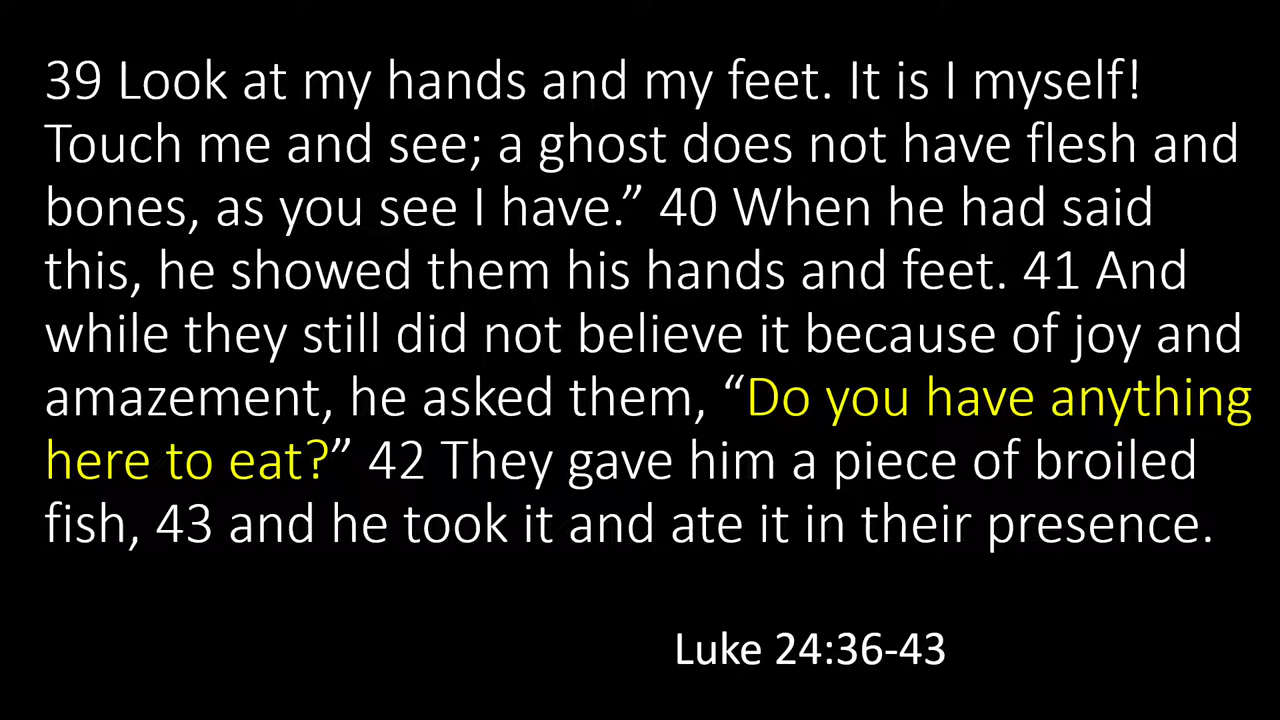 39 Look at my hands and my feet. It is I myself!
Touch me and see; a ghost does not have flesh and
bones, as you see I have.” 40 When he had said
this, he showed them his hands and feet. 41 And
while they still did not believe it because of joy and
amazement, he asked them, “Do you have anything
here to eat?” 42 They gave him a piece of broiled
fish, 43 and he took it and ate it in their presence.
Luke 24:36-43